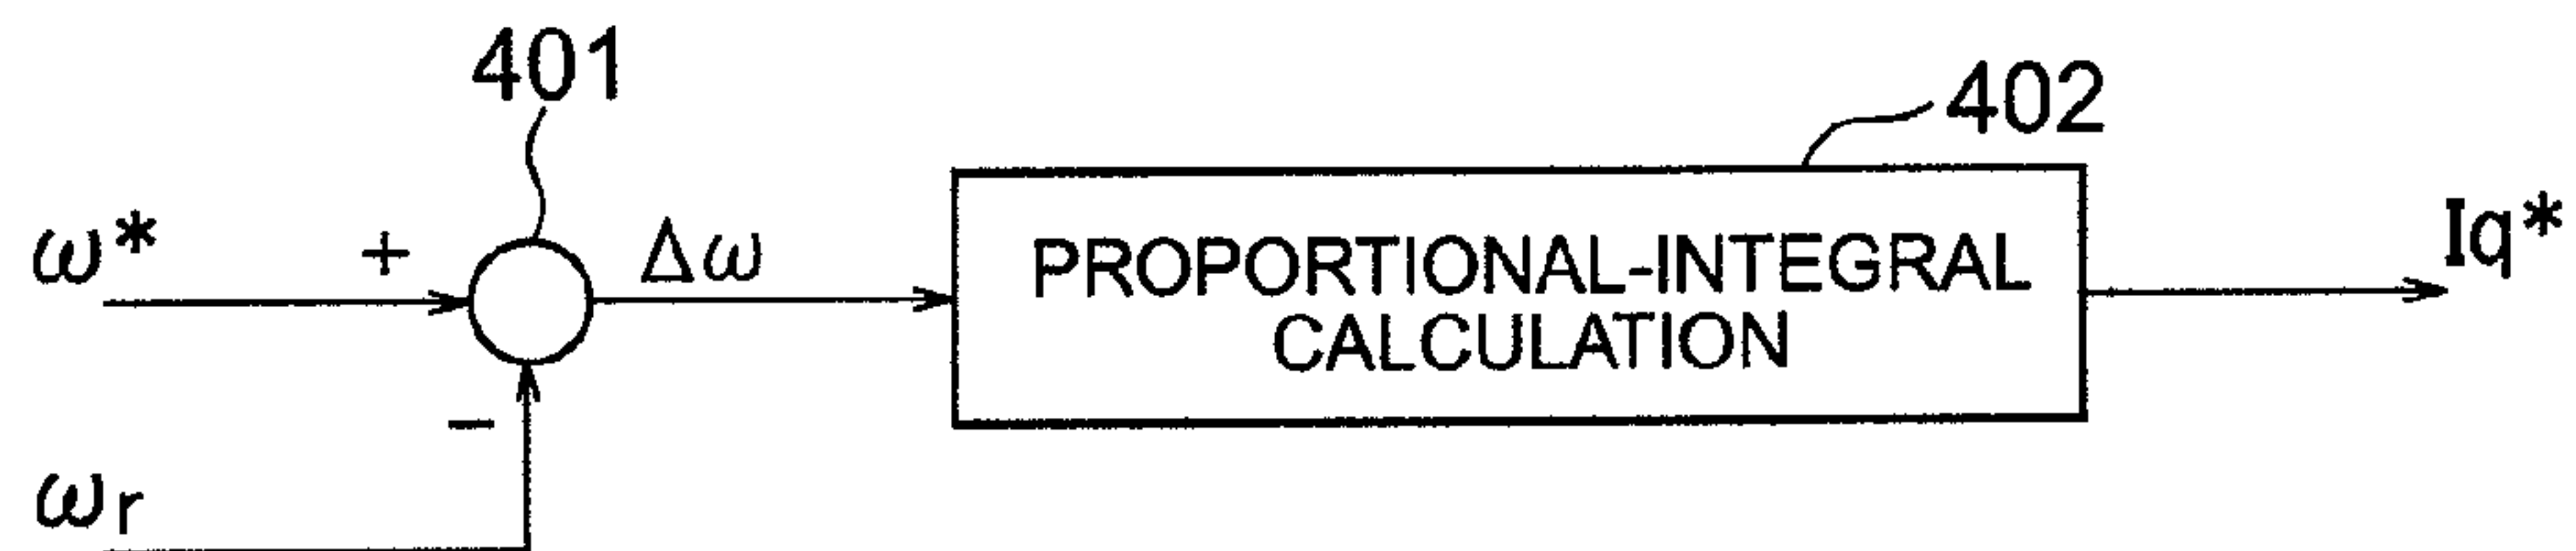 401
402
ω*
+
Δω
PROPORTIONAL-INTEGRAL
CALCULATION
Iq*
−
ωr